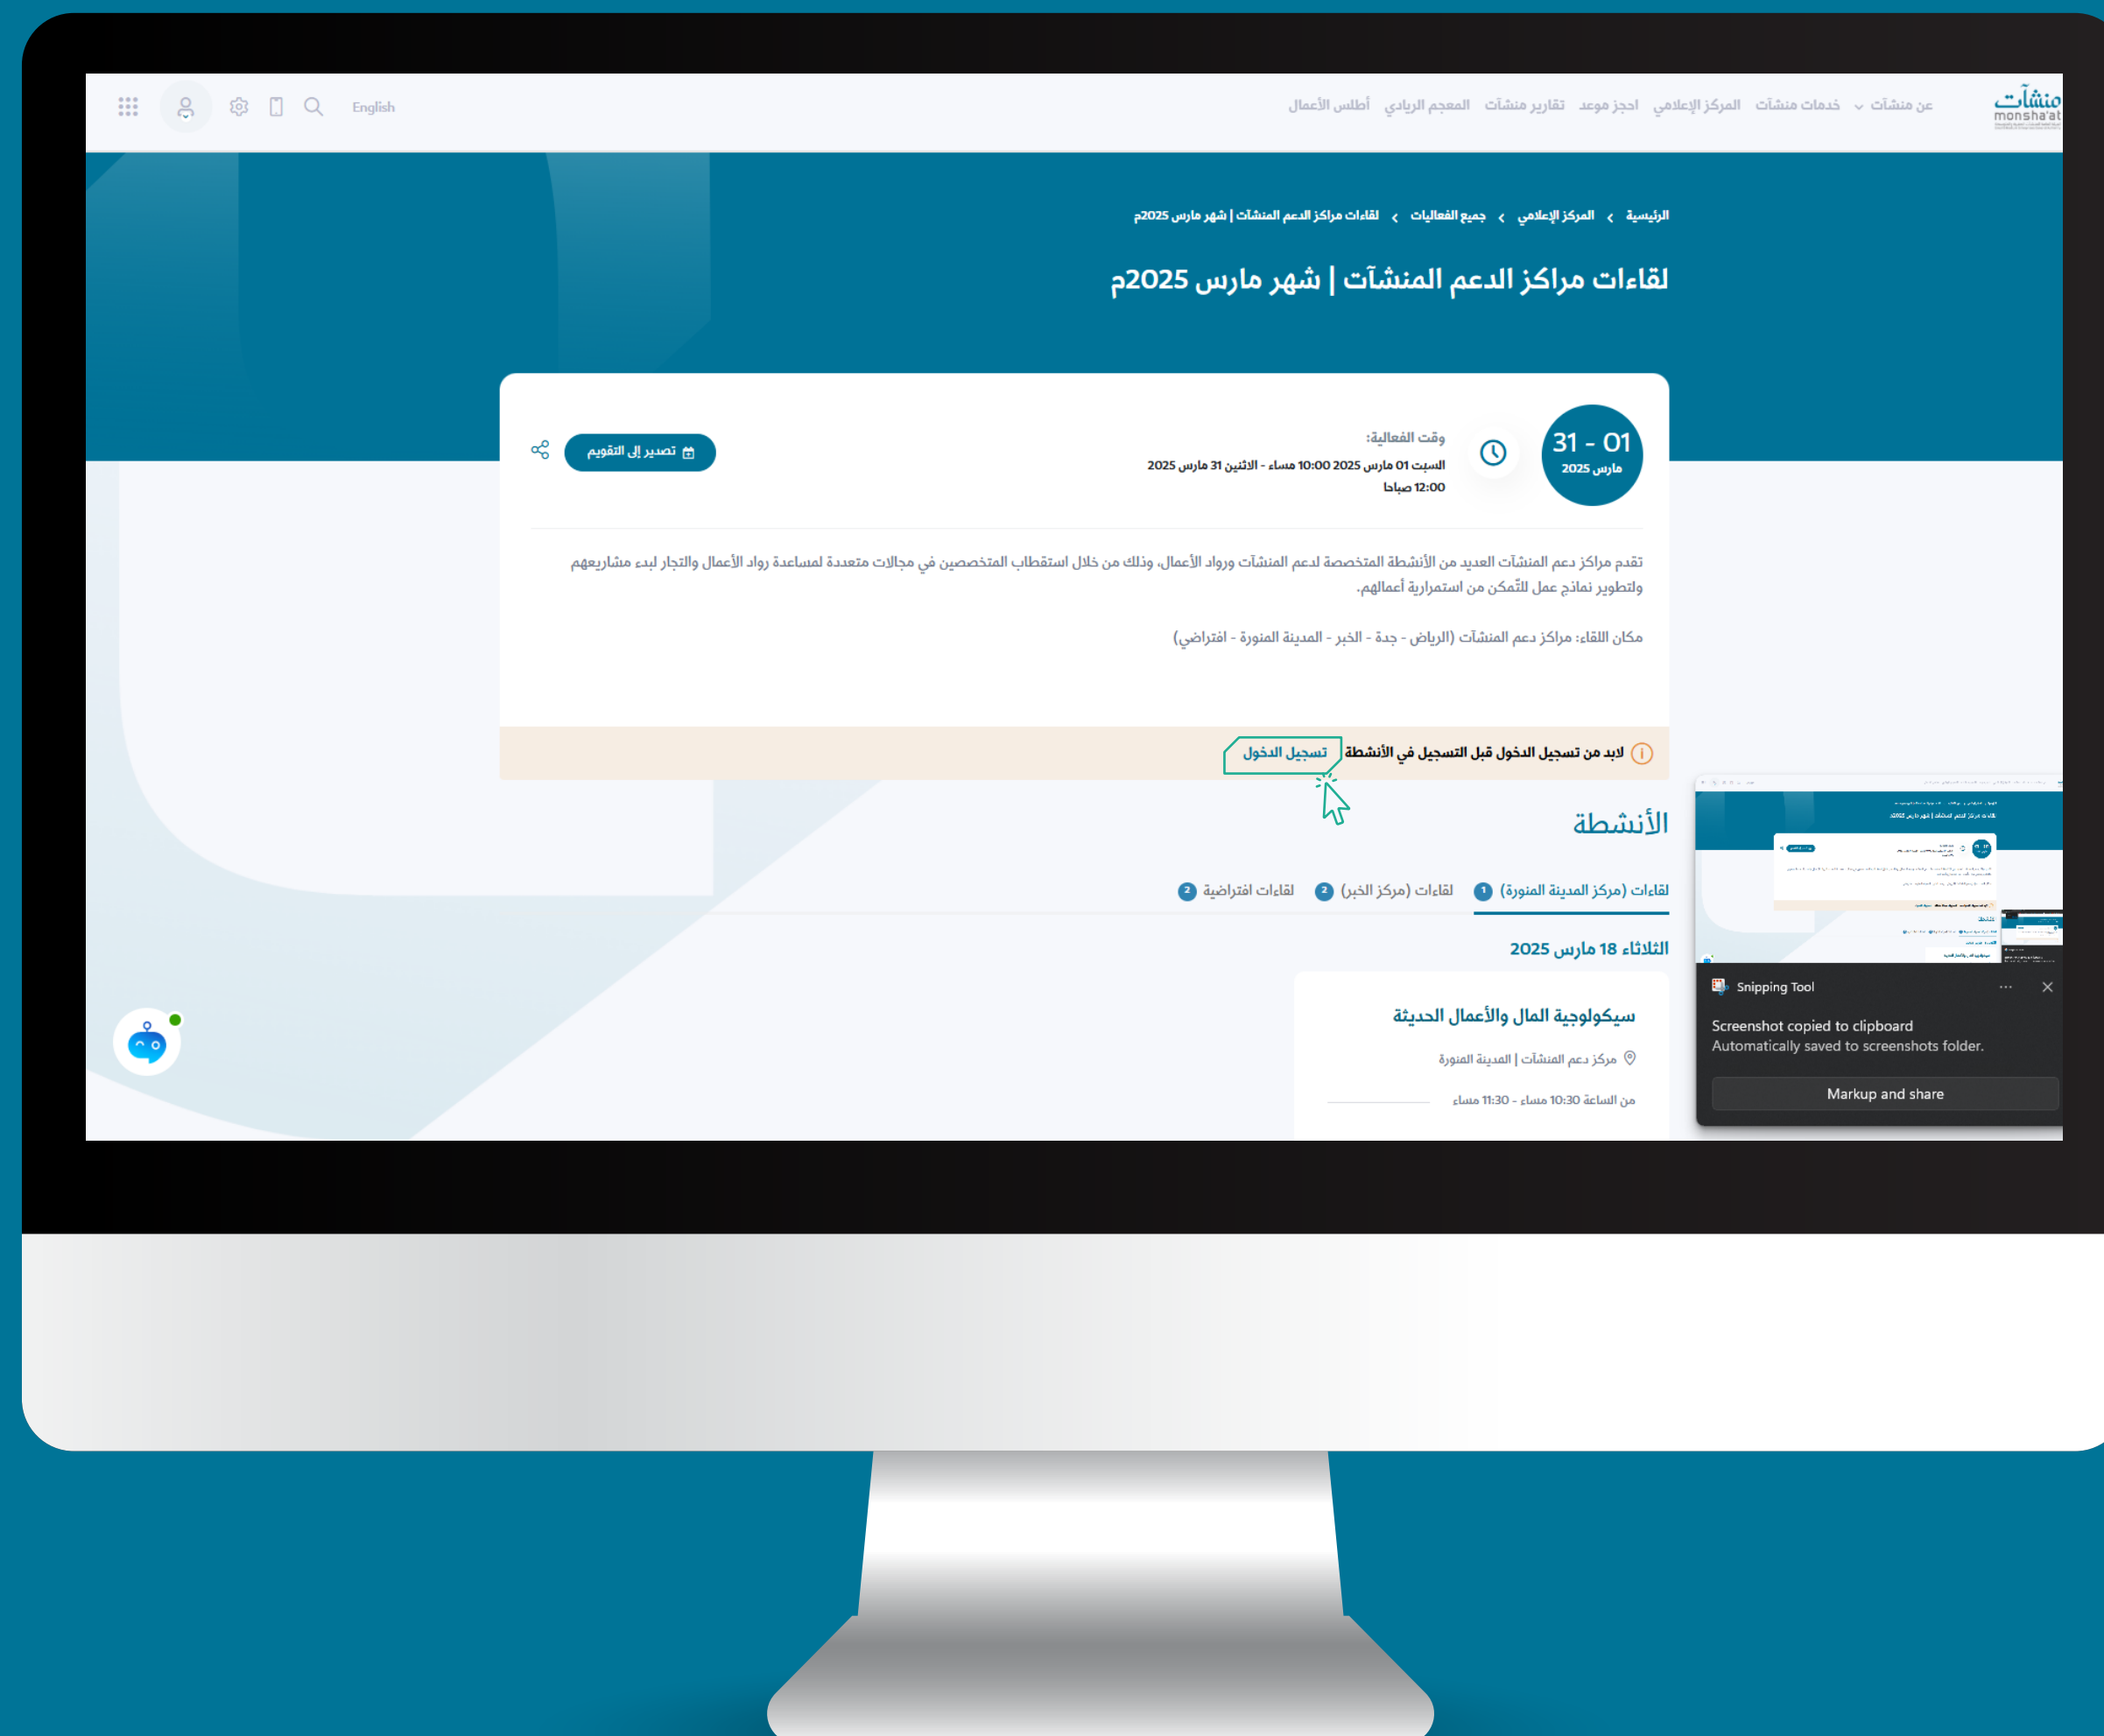 منشآت
monsha'at
عن منشآت
خدمات منشآت
المركز الإعلامي
احجز موعد
تقارير منشآت
المعجم الريادي
أطلس الأعمال
English
الرئيسية > المركز الإعلامي > جميع الفعاليات > لقاءات مراكز الدعم المنشآت | شهر مارس 2025م
لقاءات مراكز الدعم المنشآت | شهر مارس 2025م
01 - 31
مارس 2025
وقت الفعالية:
السبت 01 مارس 2025 10:00 مساء - الاثنين 31 مارس 2025
12:00 صباحا
تصدير إلى التقويم
تقدم مراكز دعم المنشآت العديد من الأنشطة المتخصصة لدعم المنشآت ورواد الأعمال، وذلك من خلال استقطاب المتخصصين في مجالات متعددة لمساعدة رواد الأعمال والتجار لبدء مشاريعهم
ولتطوير نماذج عمل للتّمكن من استمرارية أعمالهم.
مكان اللقاء: مراكز دعم المنشآت (الرياض - جدة - الخبر - المدينة المنورة - افتراضي)
لابد من تسجيل الدخول قبل التسجيل في الأنشطة تسجيل الدخول
الأنشطة
لقاءات (مركز المدينة المنورة) 1 لقاءات (مركز الخبر) 2 لقاءات افتراضية 2
الثلاثاء 18 مارس 2025
سيكولوجية المال والأعمال الحديثة
مركز دعم المنشآت | المدينة المنورة
من الساعة 10:30 مساء - 11:30 مساء
Snipping Tool
Screenshot copied to clipboard
Automatically saved to screenshots folder.
Markup and share